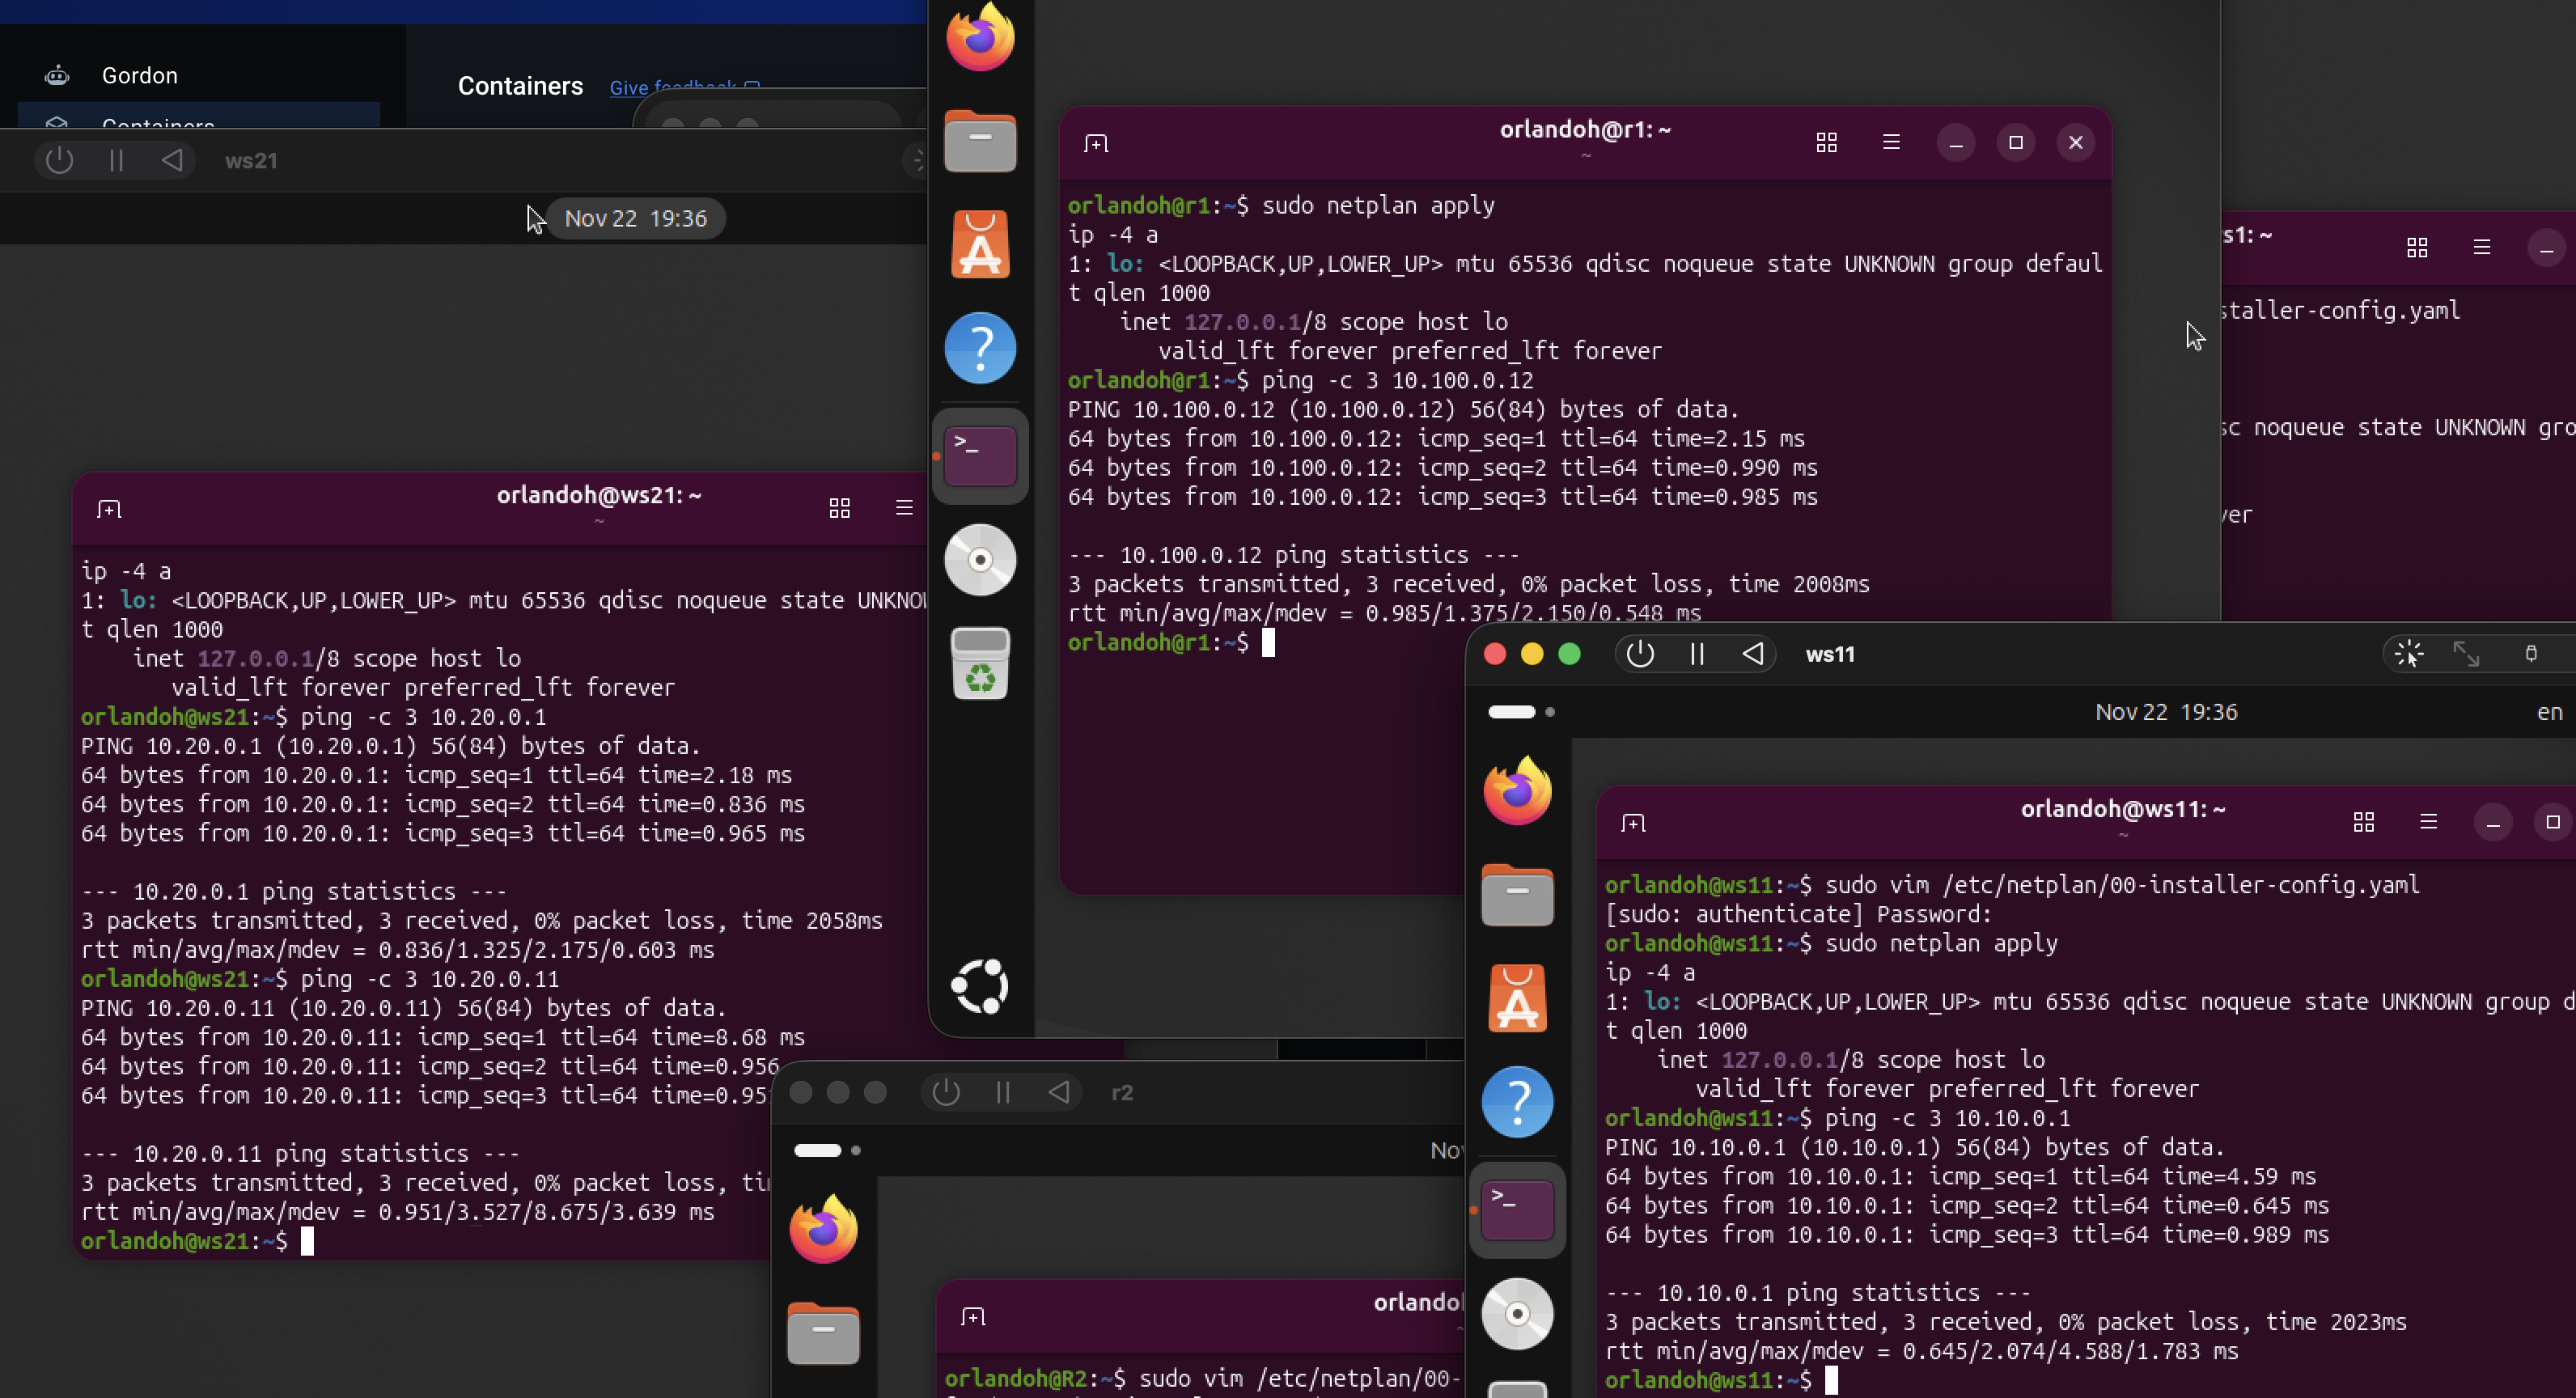 Gordon
Containers
Containers Give feedback
ws21
Nov 22 19:36
orlandoh@ws21: ~
~
ip -4 a
1: lo: <LOOPBACK,UP,LOWER_UP> mtu 65536 qdisc noqueue state
t qlen 1000
inet 127.0.0.1/8 scope host lo
valid_lft forever preferred_lft forever
orlandoh@ws21:~$ ping -c 3 10.20.0.1
PING 10.20.0.1 (10.20.0.1) 56(84) bytes of data.
64 bytes from 10.20.0.1: icmp_seq=1 ttl=64 time=2.18 ms
64 bytes from 10.20.0.1: icmp_seq=2 ttl=64 time=0.836 ms
64 bytes from 10.20.0.1: icmp_seq=3 ttl=64 time=0.965 ms
--- 10.20.0.1 ping statistics ---
3 packets transmitted, 3 received, 0% packet loss, time 2058ms
rtt min/avg/max/mdev = 0.836/1.325/2.175/0.603 ms
orlandoh@ws21:~$ ping -c 3 10.20.0.11
PING 10.20.0.11 (10.20.0.11) 56(84) bytes of data.
64 bytes from 10.20.0.11: icmp_seq=1 ttl=64 time=8.68 ms
64 bytes from 10.20.0.11: icmp_seq=2 ttl=64 time=0.956
64 bytes from 10.20.0.11: icmp_seq=3 ttl=64 time=0.95
--- 10.20.0.11 ping statistics ---
3 packets transmitted, 3 received, 0% packet loss,
rtt min/avg/max/mdev = 0.951/3.527/8.675/3.639 ms
orlandoh@ws21:~$
orlandoh@r1: ~
~
orlandoh@r1:~$ sudo netplan apply
ip -4 a
1: lo: <LOOPBACK,UP,LOWER_UP> mtu 65536 qdisc noqueue state UNKNOWN group defaul
t qlen 1000
inet 127.0.0.1/8 scope host lo
valid_lft forever preferred_lft forever
orlandoh@r1:~$ ping -c 3 10.100.0.12
PING 10.100.0.12 (10.100.0.12) 56(84) bytes of data.
64 bytes from 10.100.0.12: icmp_seq=1 ttl=64 time=2.15 ms
64 bytes from 10.100.0.12: icmp_seq=2 ttl=64 time=0.990 ms
64 bytes from 10.100.0.12: icmp_seq=3 ttl=64 time=0.985 ms
--- 10.100.0.12 ping statistics ---
3 packets transmitted, 3 received, 0% packet loss, time 2008ms
rtt min/avg/max/mdev = 0.985/1.375/2.150/0.548 ms
orlandoh@r1:~$
s1: ~
staller-config.yaml
sc noqueue state UNKNOWN gro
ver
r2
Nov
orlandoh
orlandoh@R2:~$ sudo vim /etc/netplan/00-
ws11
Nov 22 19:36
en
orlandoh@ws11: ~
~
orlandoh@ws11:~$ sudo vim /etc/netplan/00-installer-config.yaml
[sudo: authenticate] Password:
orlandoh@ws11:~$ sudo netplan apply
ip -4 a
1: lo: <LOOPBACK,UP,LOWER_UP> mtu 65536 qdisc noqueue state UNKNOWN group d
t qlen 1000
inet 127.0.0.1/8 scope host lo
valid_lft forever preferred_lft forever
orlandoh@ws11:~$ ping -c 3 10.10.0.1
PING 10.10.0.1 (10.10.0.1) 56(84) bytes of data.
64 bytes from 10.10.0.1: icmp_seq=1 ttl=64 time=4.59 ms
64 bytes from 10.10.0.1: icmp_seq=2 ttl=64 time=0.645 ms
64 bytes from 10.10.0.1: icmp_seq=3 ttl=64 time=0.989 ms
--- 10.10.0.1 ping statistics ---
3 packets transmitted, 3 received, 0% packet loss, time 2023ms
rtt min/avg/max/mdev = 0.645/2.074/4.588/1.783 ms
orlandoh@ws11:~$